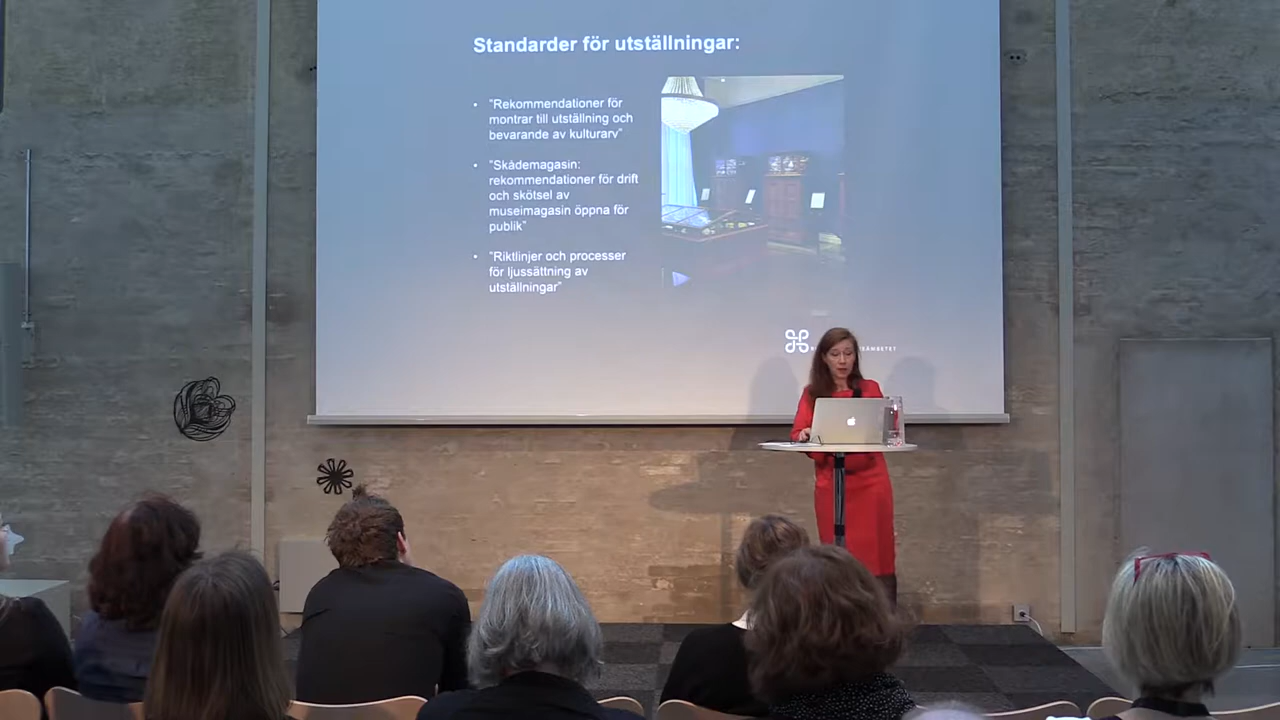 Standarder för utställningar:
• ”Rekommendationer för
montrar till utställning och
bevarande av kulturarv”
• ”Skådemagasin:
rekommendationer för drift
och skötsel av
museimagasin öppna för
publik”
• ”Riktlinjer och processer
för ljussättning av
utställningar”